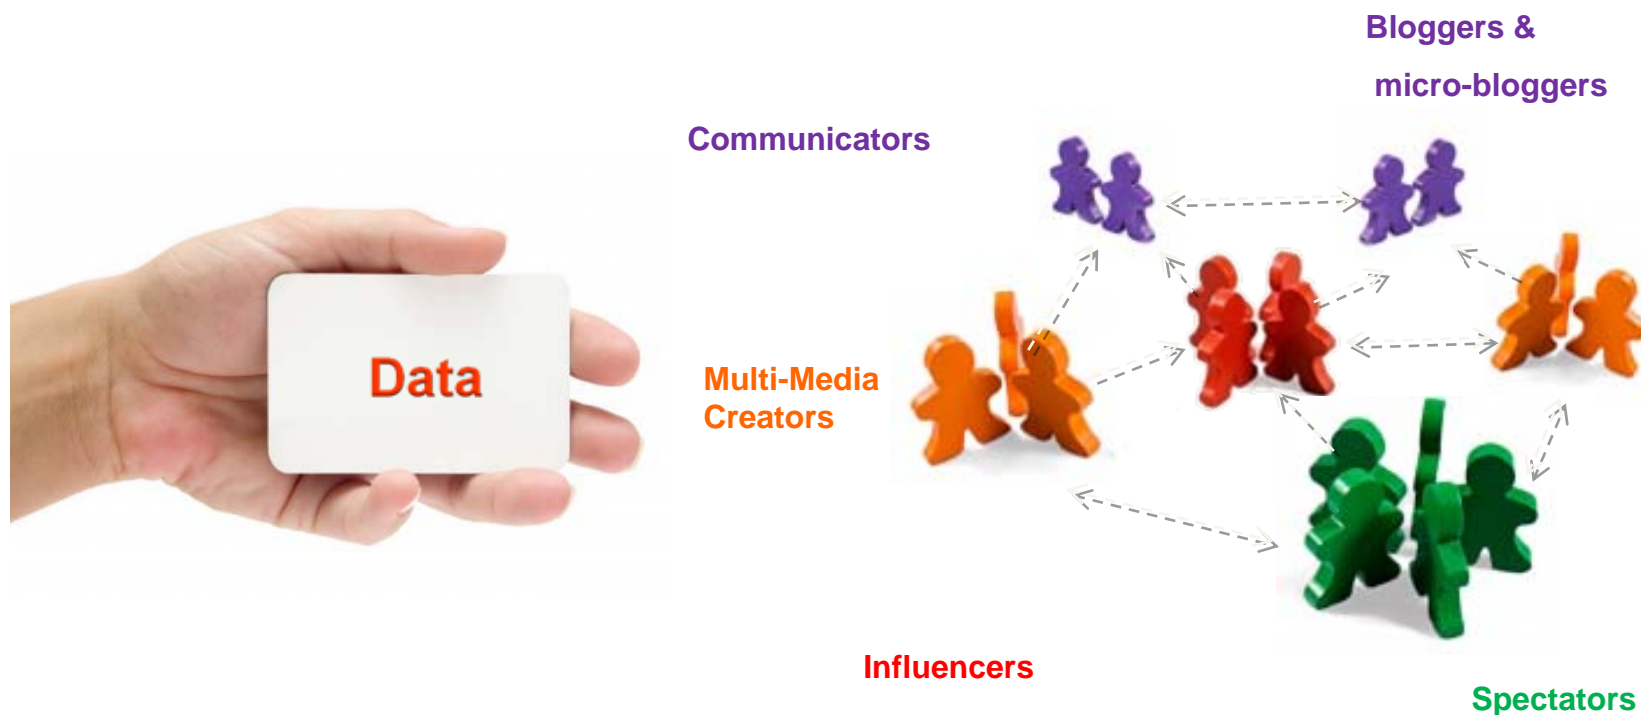 Bloggers &
micro-bloggers
Communicators
Data
Multi-Media
Creators
Influencers
Spectators